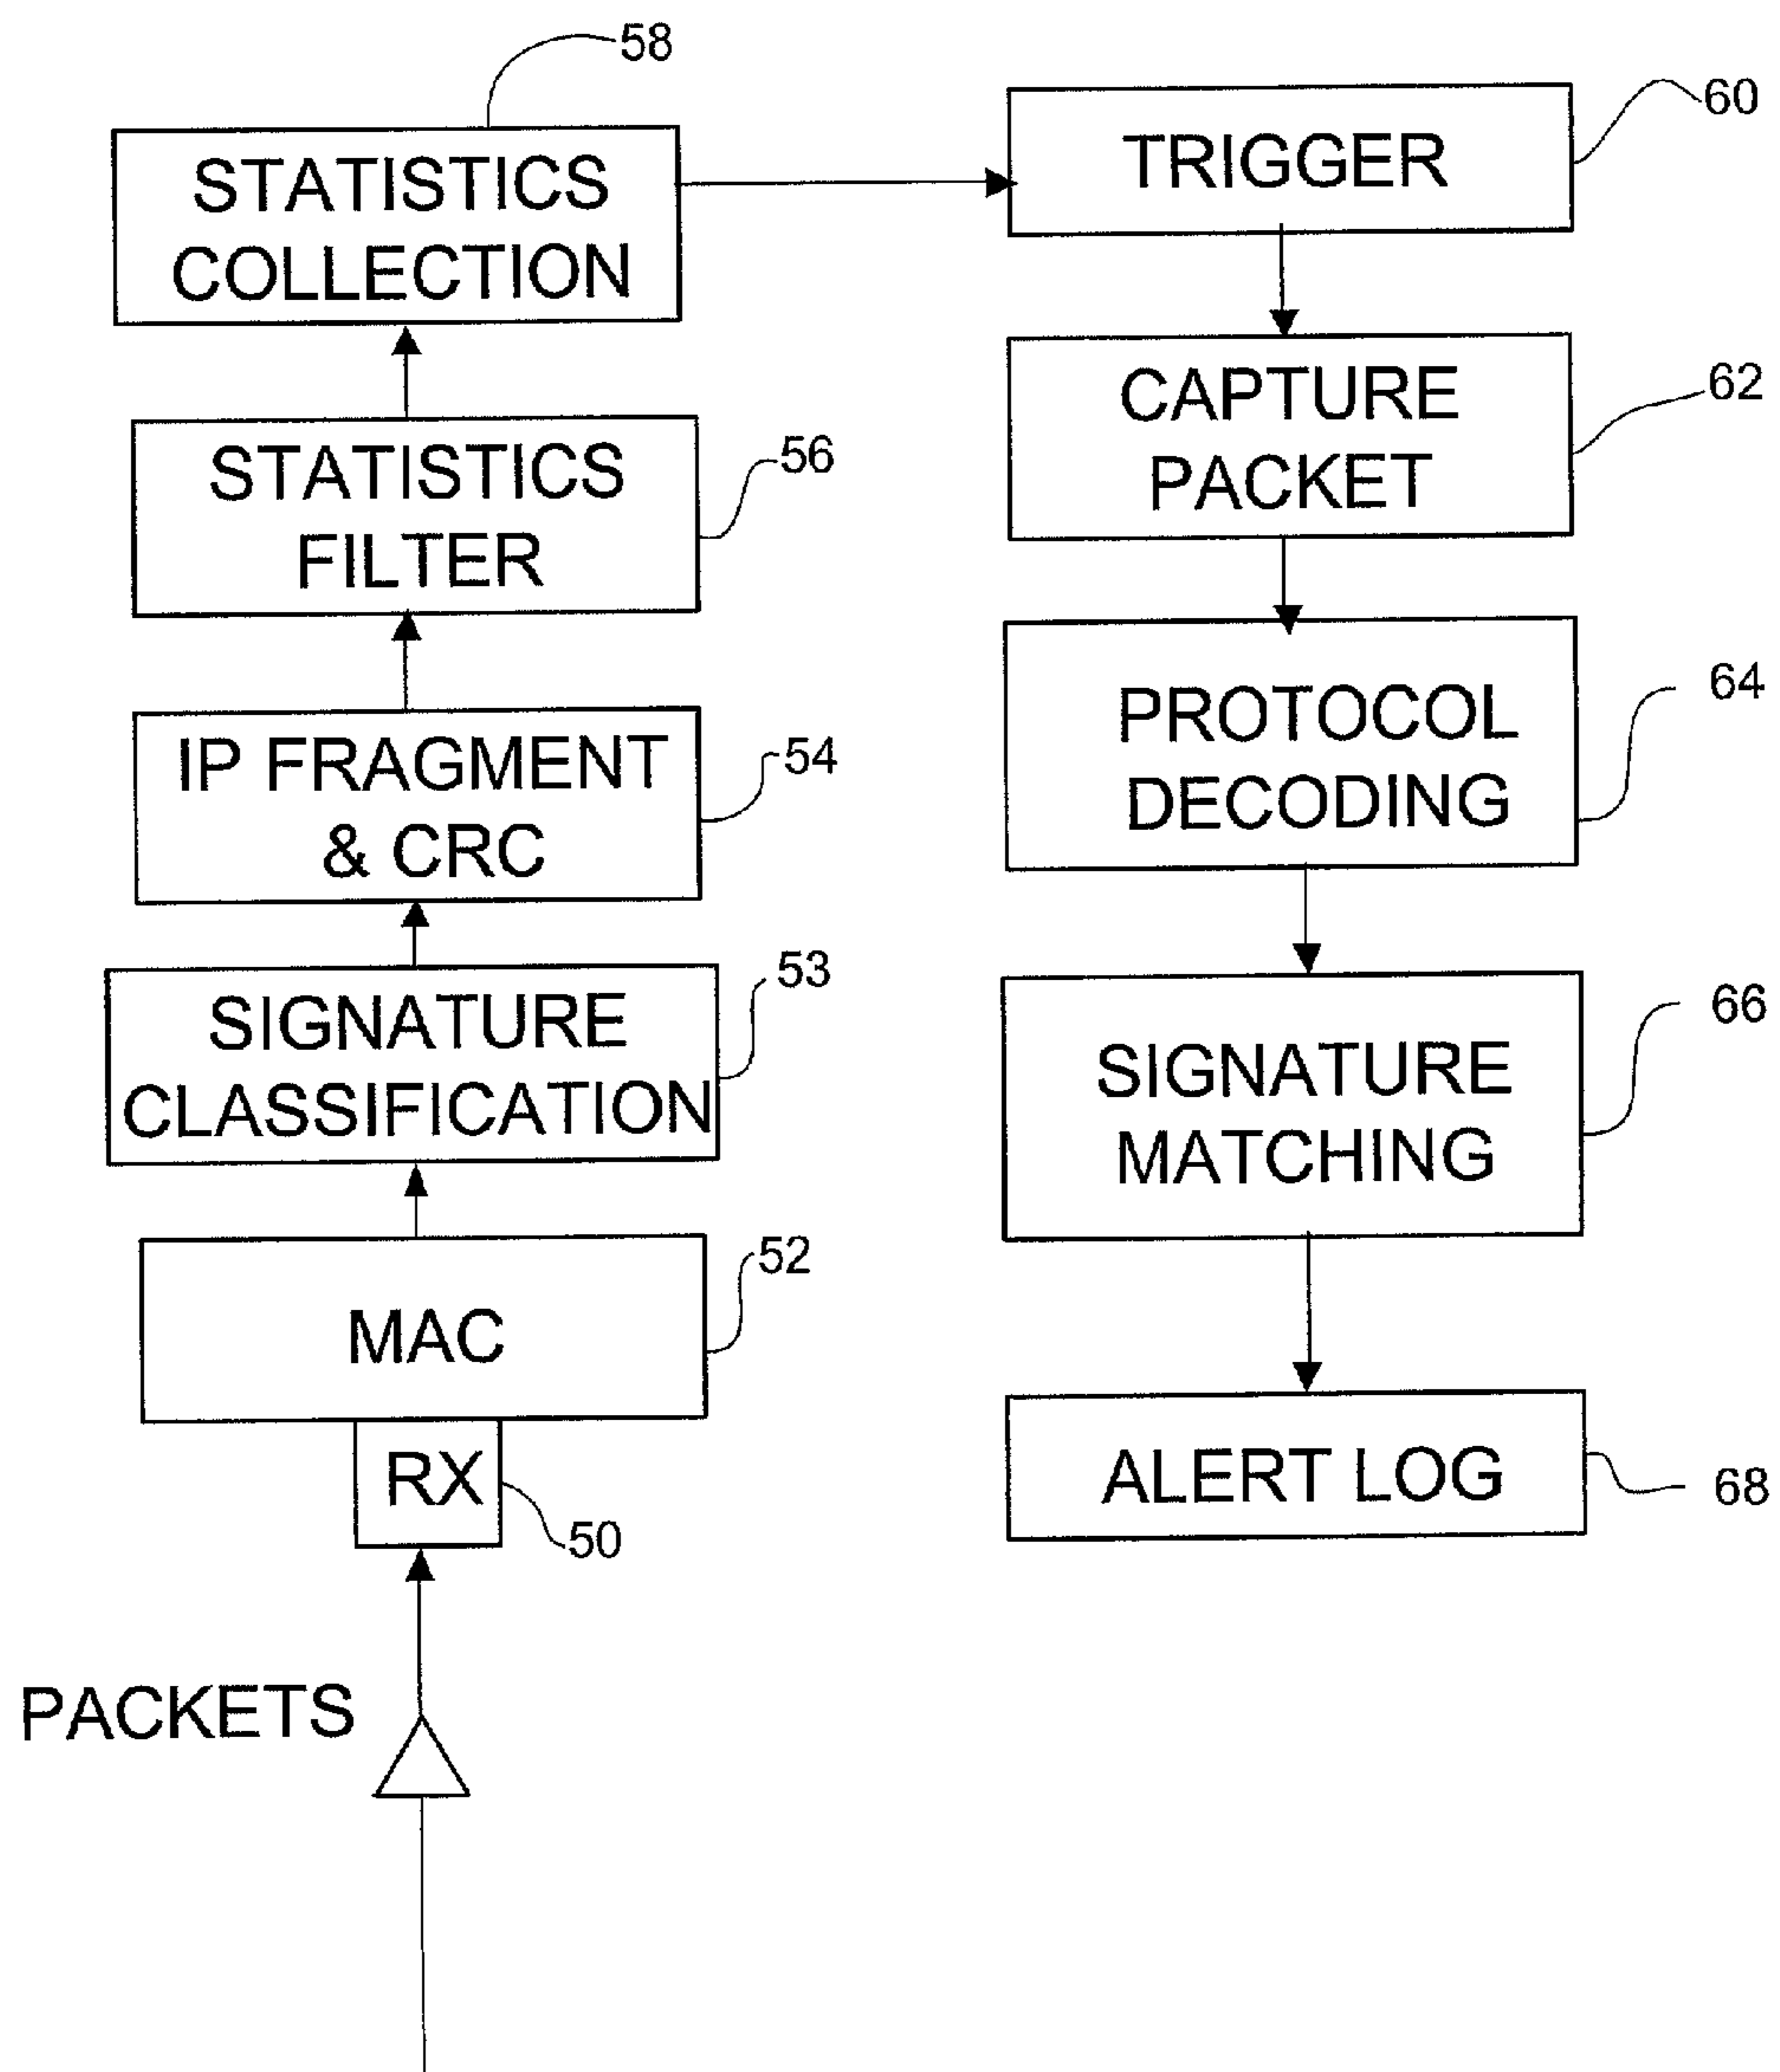 58
STATISTICS
COLLECTION
60
TRIGGER
62
CAPTURE
PACKET
56
STATISTICS
FILTER
64
PROTOCOL
DECODING
54
IP FRAGMENT
& CRC
53
SIGNATURE
CLASSIFICATION
66
SIGNATURE
MATCHING
52
MAC
RX
50
ALERT LOG
68
PACKETS